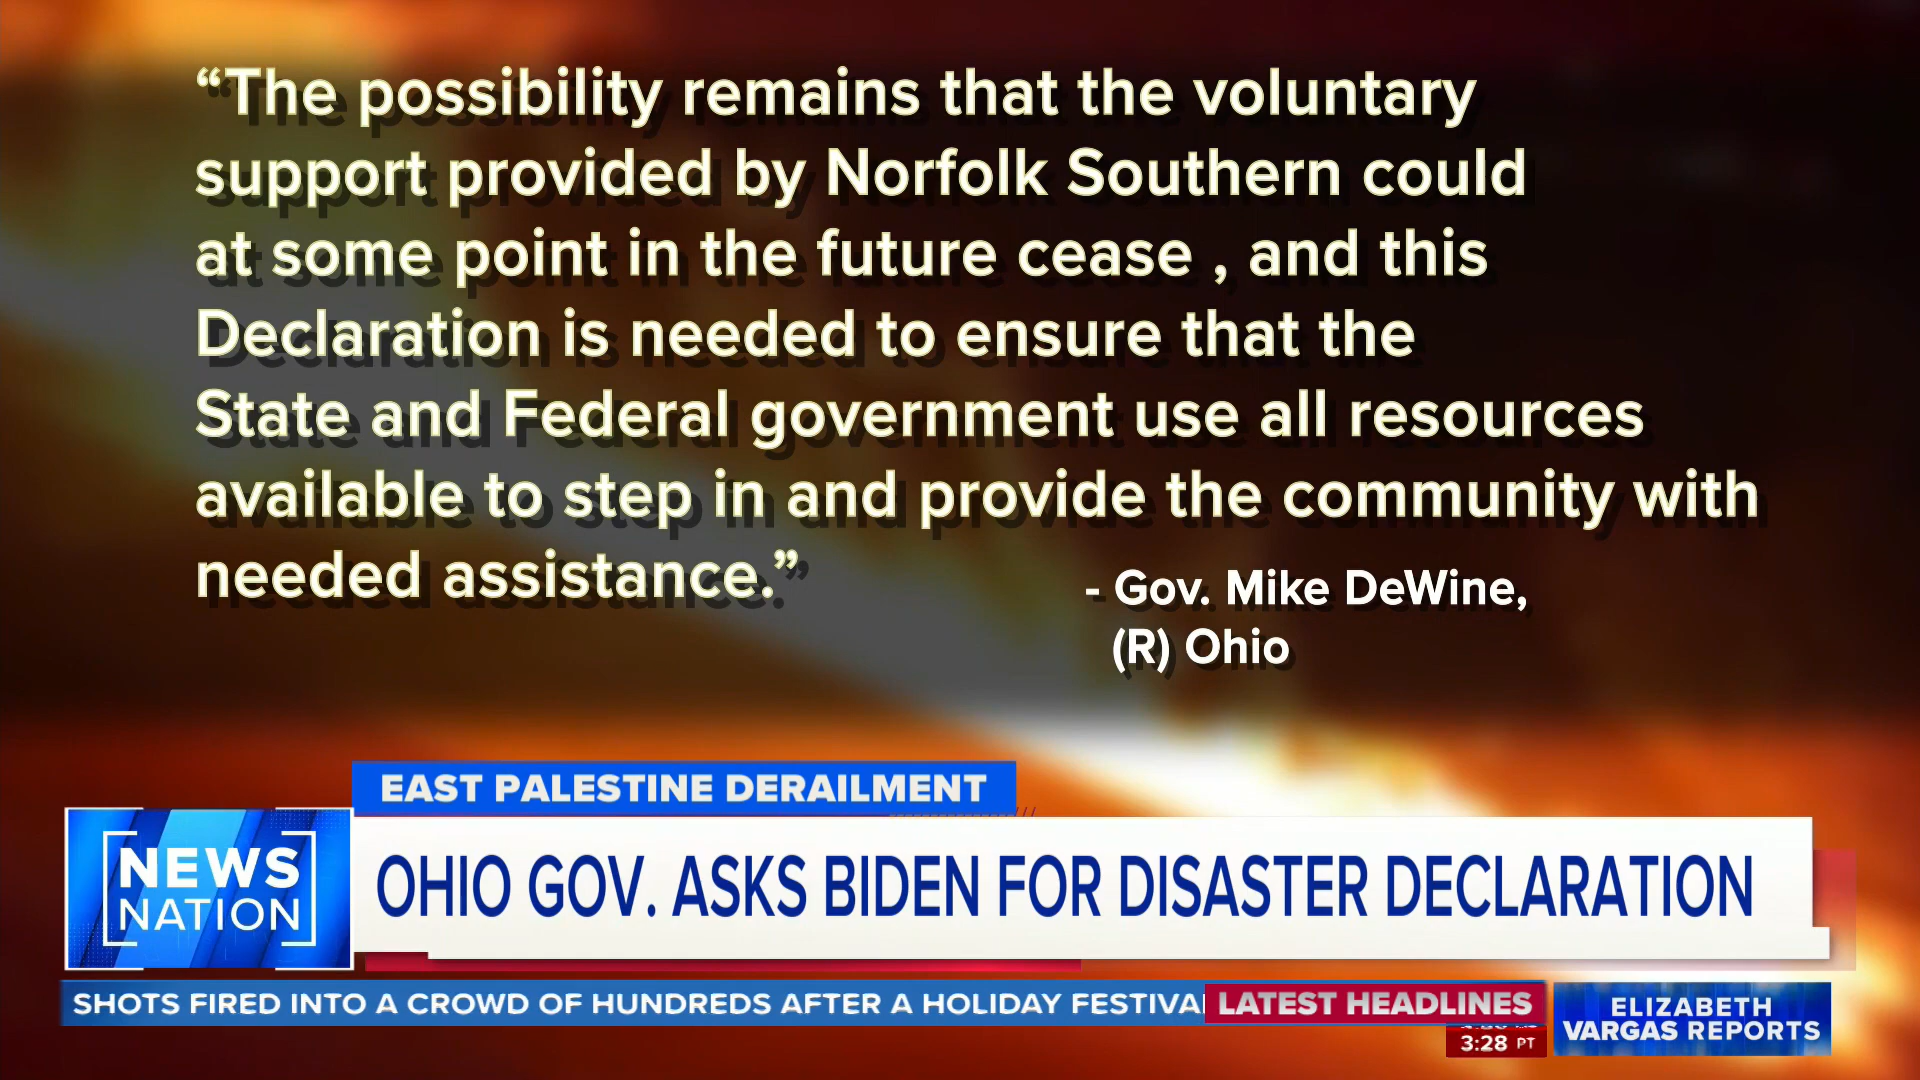 “The possibility remains that the voluntary
support provided by Norfolk Southern could
at some point in the future cease , and this
Declaration is needed to ensure that the
State and Federal government use all resources
available to step in and provide the community with
needed assistance.”
- Gov. Mike DeWine,
(R) Ohio
EAST PALESTINE DERAILMENT
NEWS
NATION
OHIO GOV. ASKS BIDEN FOR DISASTER DECLARATION
SHOTS FIRED INTO A CROWD OF HUNDREDS AFTER A HOLIDAY
LATEST HEADLINES
3:28 PT
ELIZABETH
VARGAS REPORTS